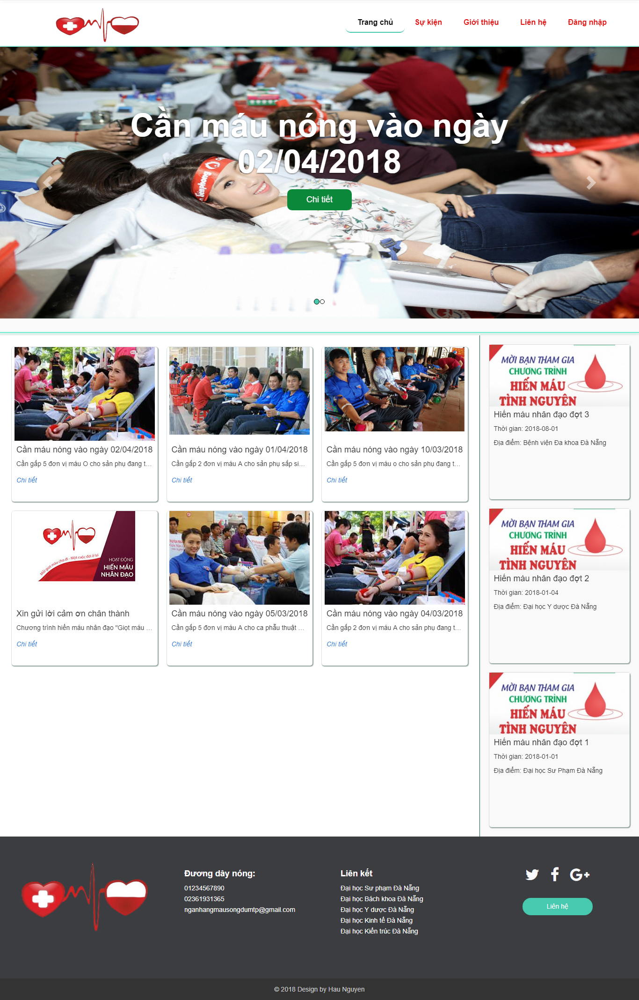 Trang chủ
Sự kiện
Giới thiệu
Liên hệ
Đăng nhập
Cần máu nóng vào ngày
02/04/2018
Chi tiết
Cần máu nóng vào ngày 02/04/2018
Cần gấp 5 đơn vị máu O cho sản phụ đang t...
Chi tiết
Cần máu nóng vào ngày 01/04/2018
Cần gấp 2 đơn vị máu A cho sản phụ sắp si...
Chi tiết
Cần máu nóng vào ngày 10/03/2018
Cần gấp 5 đơn vị máu o cho sản phụ đang t...
Chi tiết
Mỗi giọt máu cho đi - Một cuộc đời ở lại
HOẠT ĐỘNG
HIẾN MÁU
NHÂN ĐẠO
Xin gửi lời cảm ơn chân thành
Chương trình hiến máu nhân đạo "Giọt máu ...
Chi tiết
Cần máu nóng vào ngày 05/03/2018
Cần gấp 5 đơn vị máu A cho ca phẫu thuật ...
Chi tiết
Cần máu nóng vào ngày 04/03/2018
Cần gấp 2 đơn vị máu A cho sản phụ đang t...
Chi tiết
MỜI BẠN THAM GIA
CHƯƠNG TRÌNH
HIẾN MÁU
TÌNH NGUYỆN
Hiến máu nhân đạo đợt 3
Thời gian: 2018-08-01
Địa điểm: Bệnh viện Đa khoa Đà Nẵng
MỜI BẠN THAM GIA
CHƯƠNG TRÌNH
HIẾN MÁU
TÌNH NGUYỆN
Hiến máu nhân đạo đợt 2
Thời gian: 2018-01-04
Địa điểm: Đại học Y dược Đà Nẵng
MỜI BẠN THAM GIA
CHƯƠNG TRÌNH
HIẾN MÁU
TÌNH NGUYỆN
Hiến máu nhân đạo đợt 1
Thời gian: 2018-01-01
Địa điểm: Đại học Sư Phạm Đà Nẵng
Đương dây nóng:
01234567890
02361931365
nganhangmausongdumtp@gmail.com
Liên kết
Đại học Sư phạm Đà Nẵng
Đại học Bách khoa Đà Nẵng
Đại học Y dược Đà Nẵng
Đại học Kinh tế Đà Nẵng
Đại học Kiến trúc Đà Nẵng
Liên hệ
© 2018 Design by Hau Nguyen